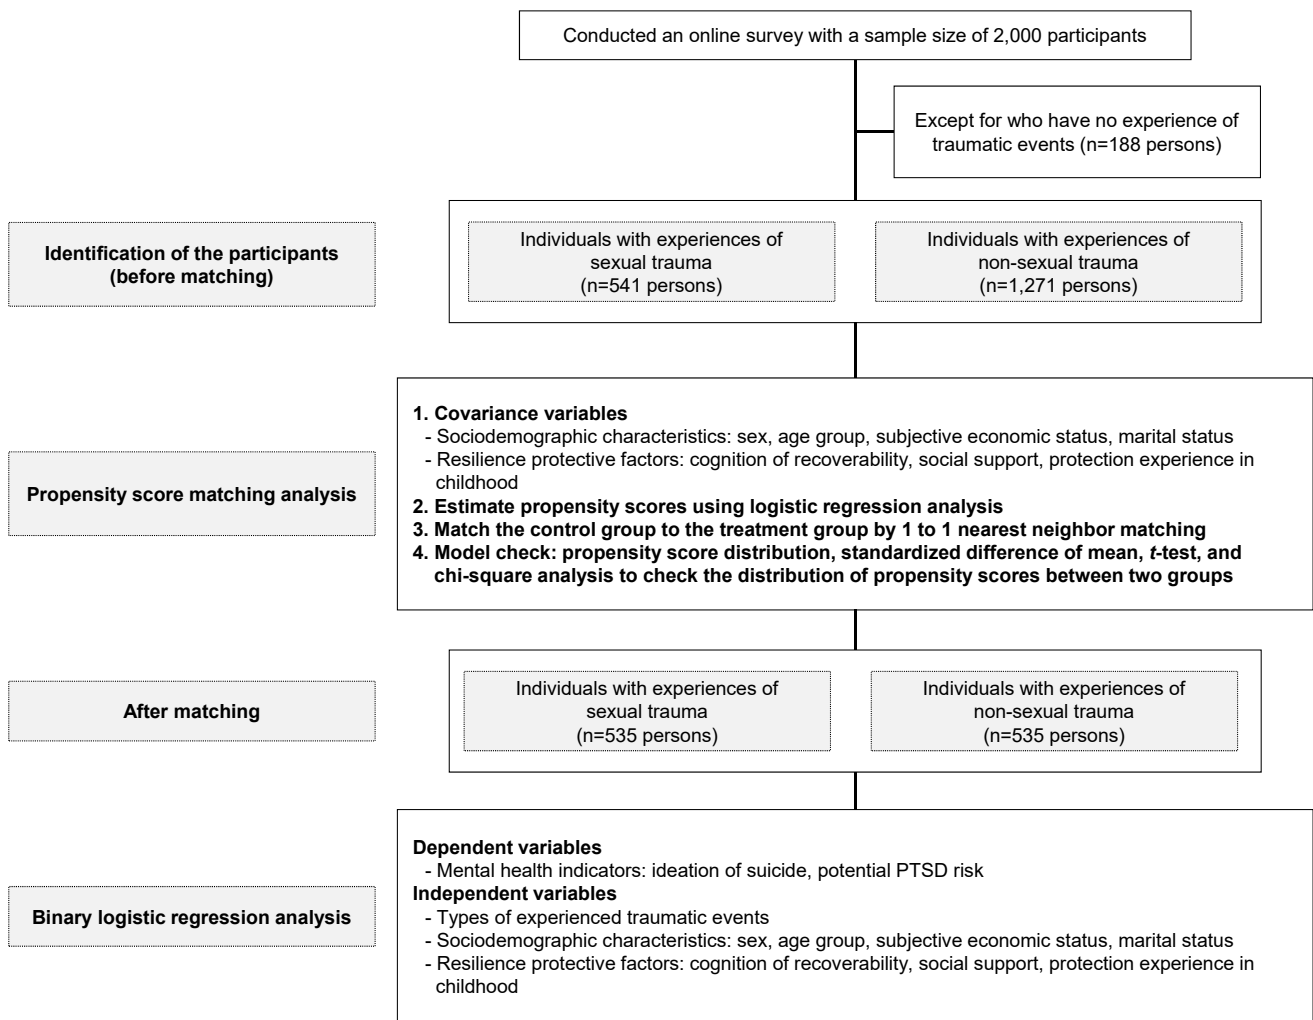 Conducted an online survey with a sample size of 2,000 participants
Except for who have no experience of
traumatic events (n=188 persons)
Identification of the participants
(before matching)
Individuals with experiences of
sexual trauma
(n=541 persons)
Individuals with experiences of
non-sexual trauma
(n=1,271 persons)
Propensity score matching analysis
1. Covariance variables
- Sociodemographic characteristics: sex, age group, subjective economic status, marital status
- Resilience protective factors: cognition of recoverability, social support, protection experience in
childhood
2. Estimate propensity scores using logistic regression analysis
3. Match the control group to the treatment group by 1 to 1 nearest neighbor matching
4. Model check: propensity score distribution, standardized difference of mean, t-test, and
chi-square analysis to check the distribution of propensity scores between two groups
After matching
Individuals with experiences of
sexual trauma
(n=535 persons)
Individuals with experiences of
non-sexual trauma
(n=535 persons)
Binary logistic regression analysis
Dependent variables
- Mental health indicators: ideation of suicide, potential PTSD risk
Independent variables
- Types of experienced traumatic events
- Sociodemographic characteristics: sex, age group, subjective economic status, marital status
- Resilience protective factors: cognition of recoverability, social support, protection experience in
childhood